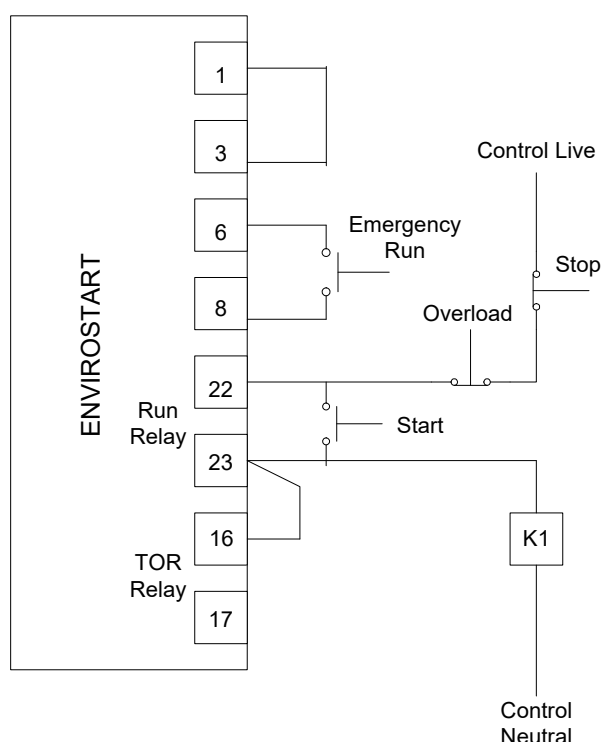 ENVIROSTART
1
3
6
8
22
Run
Relay
23
16
TOR
Relay
17
Emergency
Run
Control Live
Stop
Overload
Start
K1
Control
Neutral